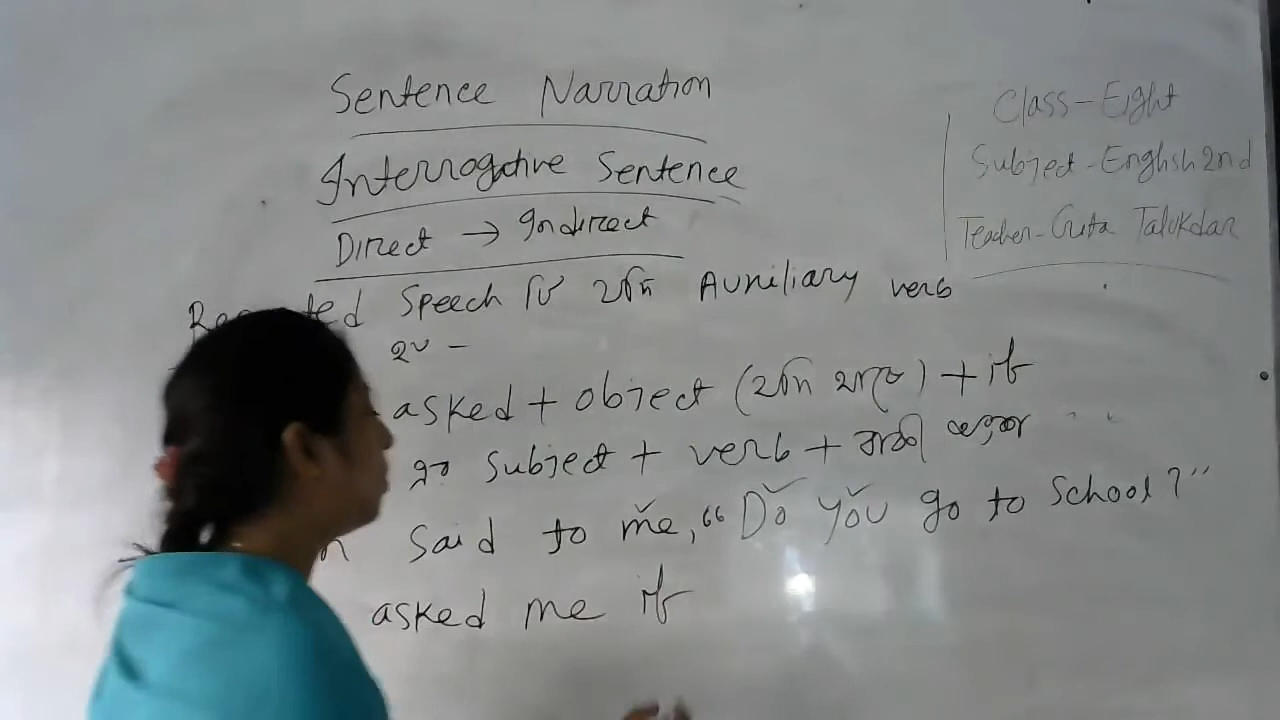 Sentence Narration
Interrogative Sentence
Direct → Indirect
Class-Eight
Subject-English 2nd
Teacher-Gita Talukdar
Speech যদি Auxiliary verb
হয় -
asked + object (যদি থাকে) + if
এর subject + verb + বাকী অংশ
said to me, “Do you go to School?”
asked me if